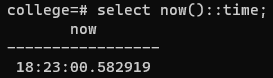 college=# select now()::time;
       now
-----------------
 18:23:00.582919